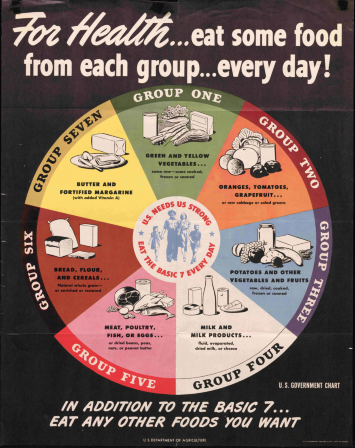 For Health...eat some food
from each group...every day!
GROUP ONE
GREEN AND YELLOW
VEGETABLES...
some raw—some cooked,
frozen or canned
GROUP TWO
ORANGES, TOMATOES,
GRAPEFRUIT...
or raw cabbage or salad greens
GROUP THREE
POTATOES AND OTHER
VEGETABLES AND FRUITS
raw, dried, cooked,
frozen or canned
GROUP FOUR
MILK AND
MILK PRODUCTS...
fluid, evaporated,
dried milk, or cheese
GROUP FIVE
MEAT, POULTRY,
FISH, OR EGGS...
or dried beans, peas,
nuts, or peanut butter
GROUP SIX
BREAD, FLOUR,
AND CEREALS...
Natural whole grain—
or enriched or restored
GROUP SEVEN
BUTTER AND
FORTIFIED MARGARINE
(with added Vitamin A)
U.S. NEEDS US STRONG
EAT THE BASIC 7 EVERY DAY
U. S. GOVERNMENT CHART
IN ADDITION TO THE BASIC 7...
EAT ANY OTHER FOODS YOU WANT
U S DEPARTMENT OF AGRICULTURE